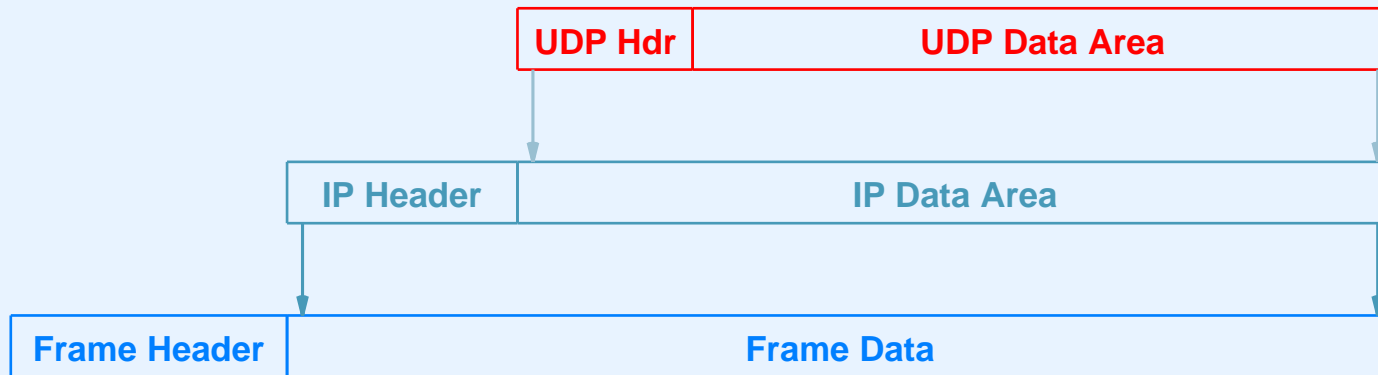 UDP Hdr UDP Data Area
IP Header IP Data Area
Frame Header Frame Data